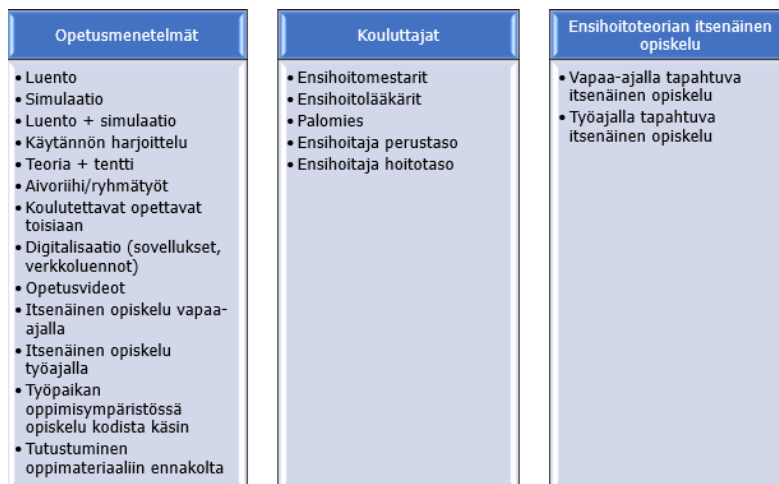 Opetusmenetelmät
• Luento
• Simulaatio
• Luento + simulaatio
• Käytännön harjoittelu
• Teoria + tentti
• Aivoriihi/ryhmätyöt
• Koulutettavat opettavat
toisiaan
• Digitalisaatio (sovellukset,
verkkoluennot)
• Opetusvideot
• Itsenäinen opiskelu vapaa-
ajalla
• Itsenäinen opiskelu
työajalla
• Työpaikan
oppimisympäristössä
opiskelu kodista käsin
• Tutustuminen
oppimateriaaliin ennakolta
Kouluttajat
• Ensihoitomestarit
• Ensihoitolääkärit
• Palomies
• Ensihoitaja perustaso
• Ensihoitaja hoitotaso
Ensihoitoteorian itsenäinen
opiskelu
• Vapaa-ajalla tapahtuva
itsenäinen opiskelu
• Työajalla tapahtuva
itsenäinen opiskelu